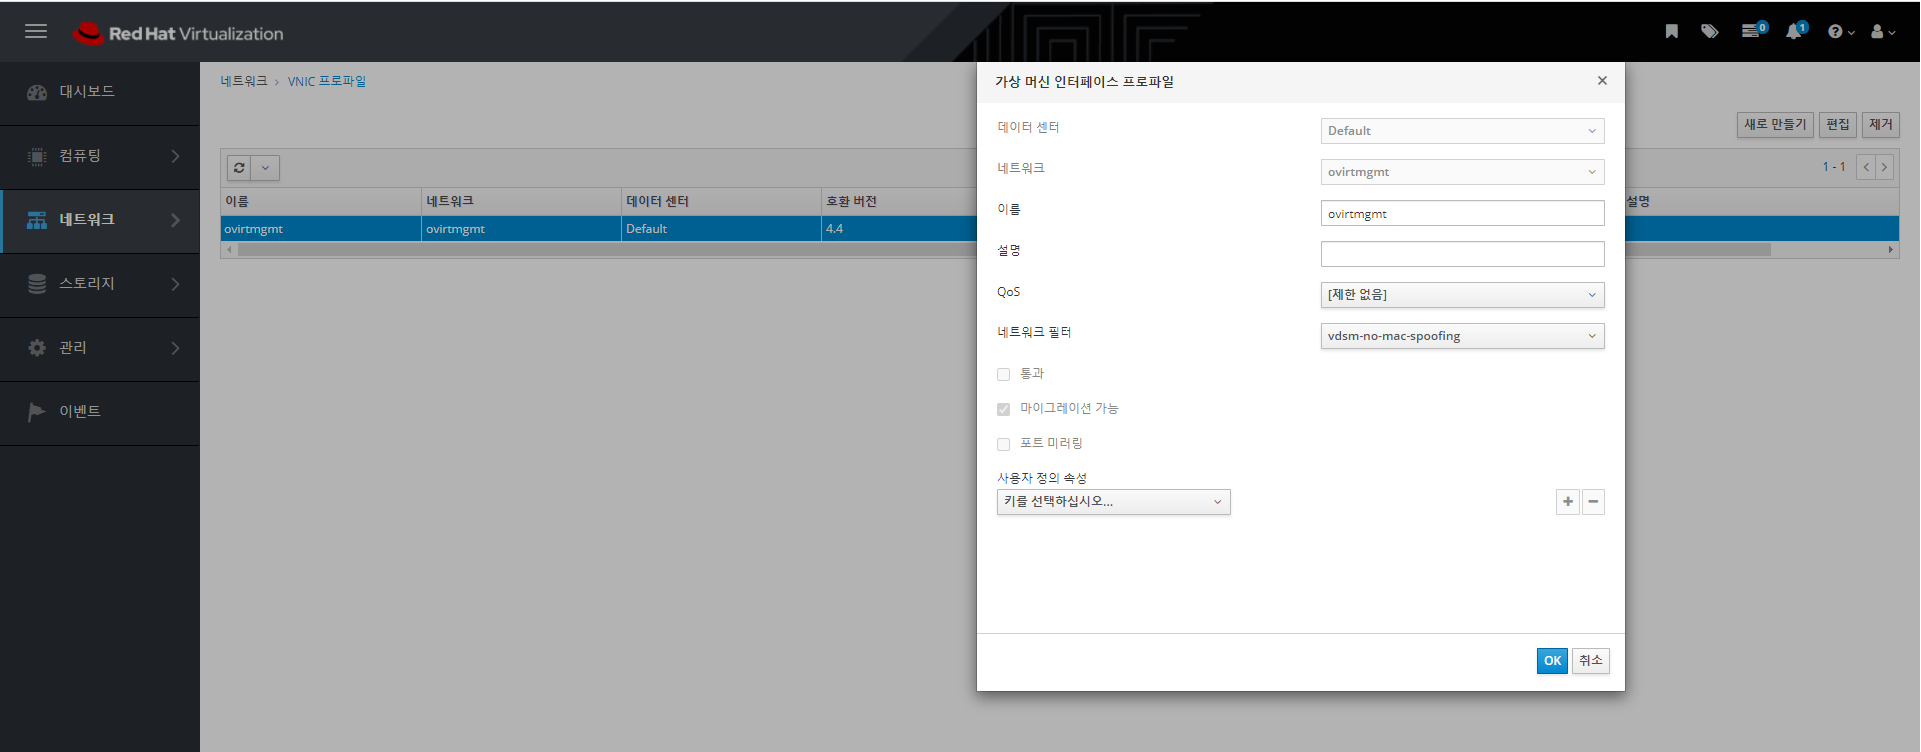 Red Hat Virtualization
0
1
대시보드
컴퓨팅
네트워크
스토리지
관리
이벤트
네트워크 > VNIC 프로파일
새로 만들기 편집 제거
1 - 1
이름 네트워크 데이터 센터 호환 버전 설명
ovirtmgmt ovirtmgmt Default 4.4
가상 머신 인터페이스 프로파일
데이터 센터 Default
네트워크 ovirtmgmt
이름 ovirtmgmt
설명
QoS [제한 없음]
네트워크 필터 vdsm-no-mac-spoofing
통과
마이그레이션 가능
포트 미러링
사용자 정의 속성
키를 선택하십시오...
OK 취소